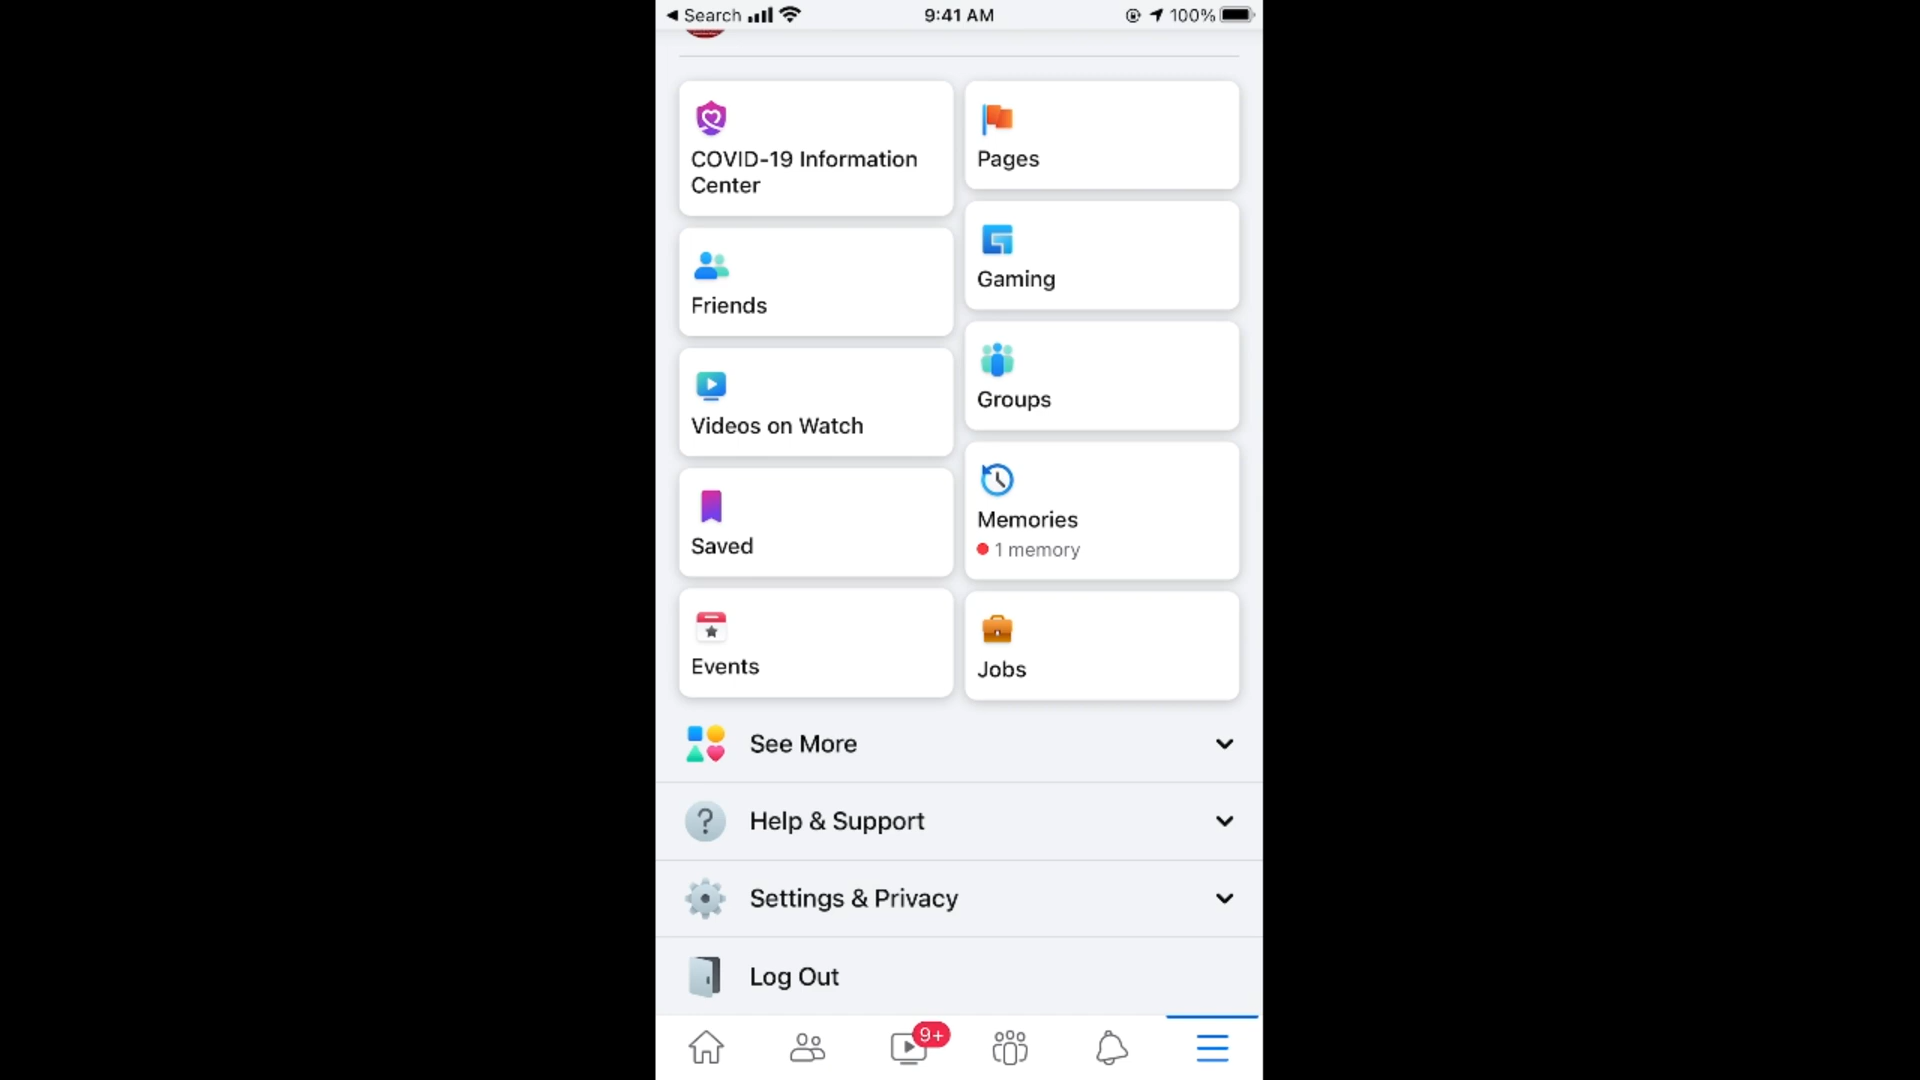 Search
9:41 AM
100%
COVID-19 Information
Center
Pages
Friends
Gaming
Videos on Watch
Groups
Saved
Memories
1 memory
Events
Jobs
See More
Help & Support
Settings & Privacy
Log Out
9+